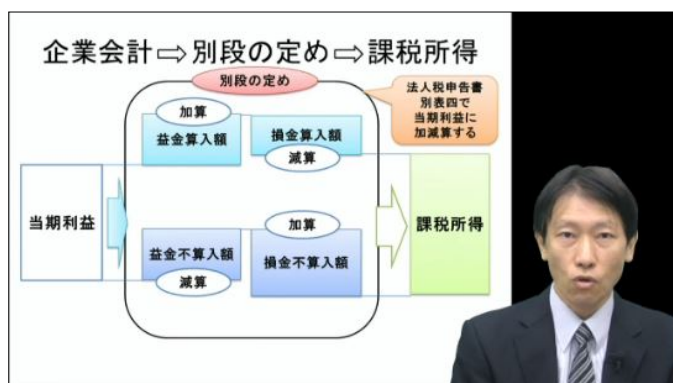 企業会計⇨別段の定め⇨課税所得
別段の定め
法人税申告書
別表四で
当期利益に
加減算する
加算
益金算入額
損金算入額
減算
当期利益
課税所得
加算
益金不算入額
損金不算入額
減算